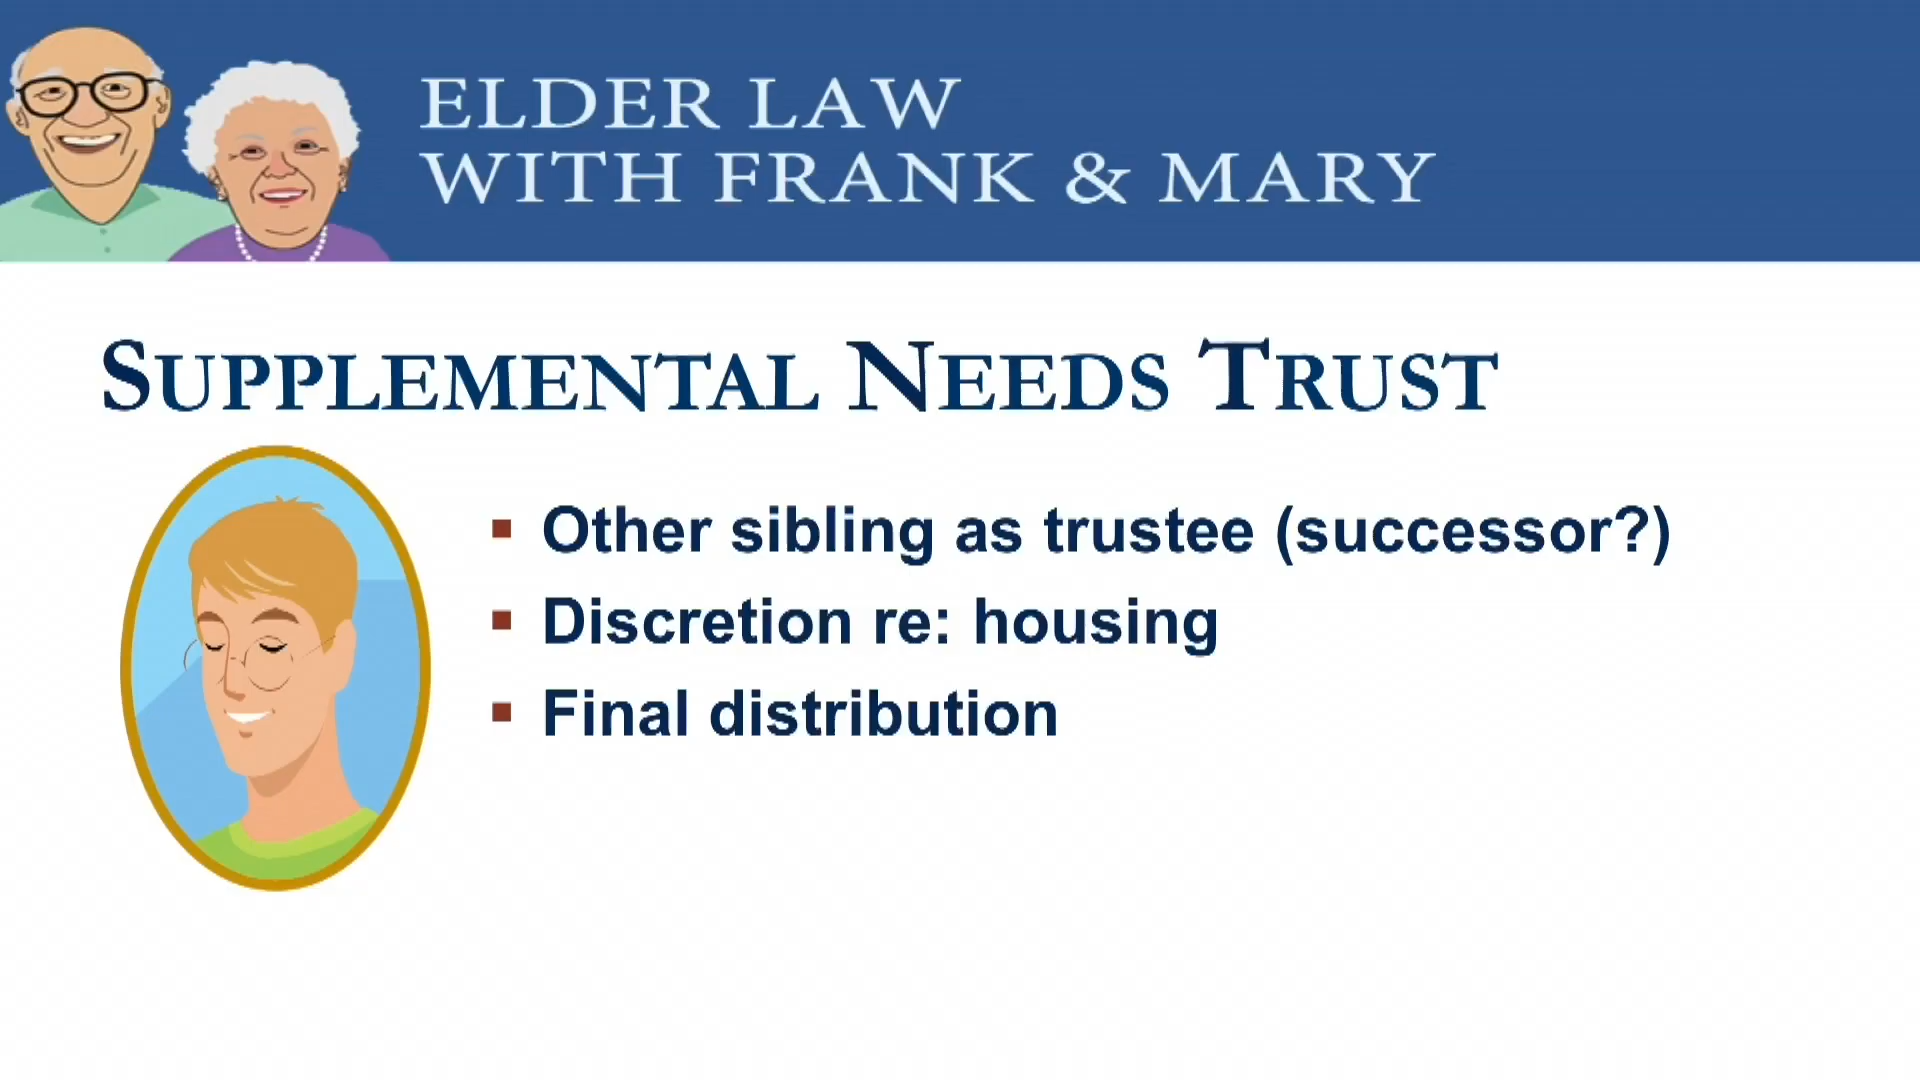 ELDER LAW
WITH FRANK & MARY
SUPPLEMENTAL NEEDS TRUST
▪ Other sibling as trustee (successor?)
▪ Discretion re: housing
▪ Final distribution